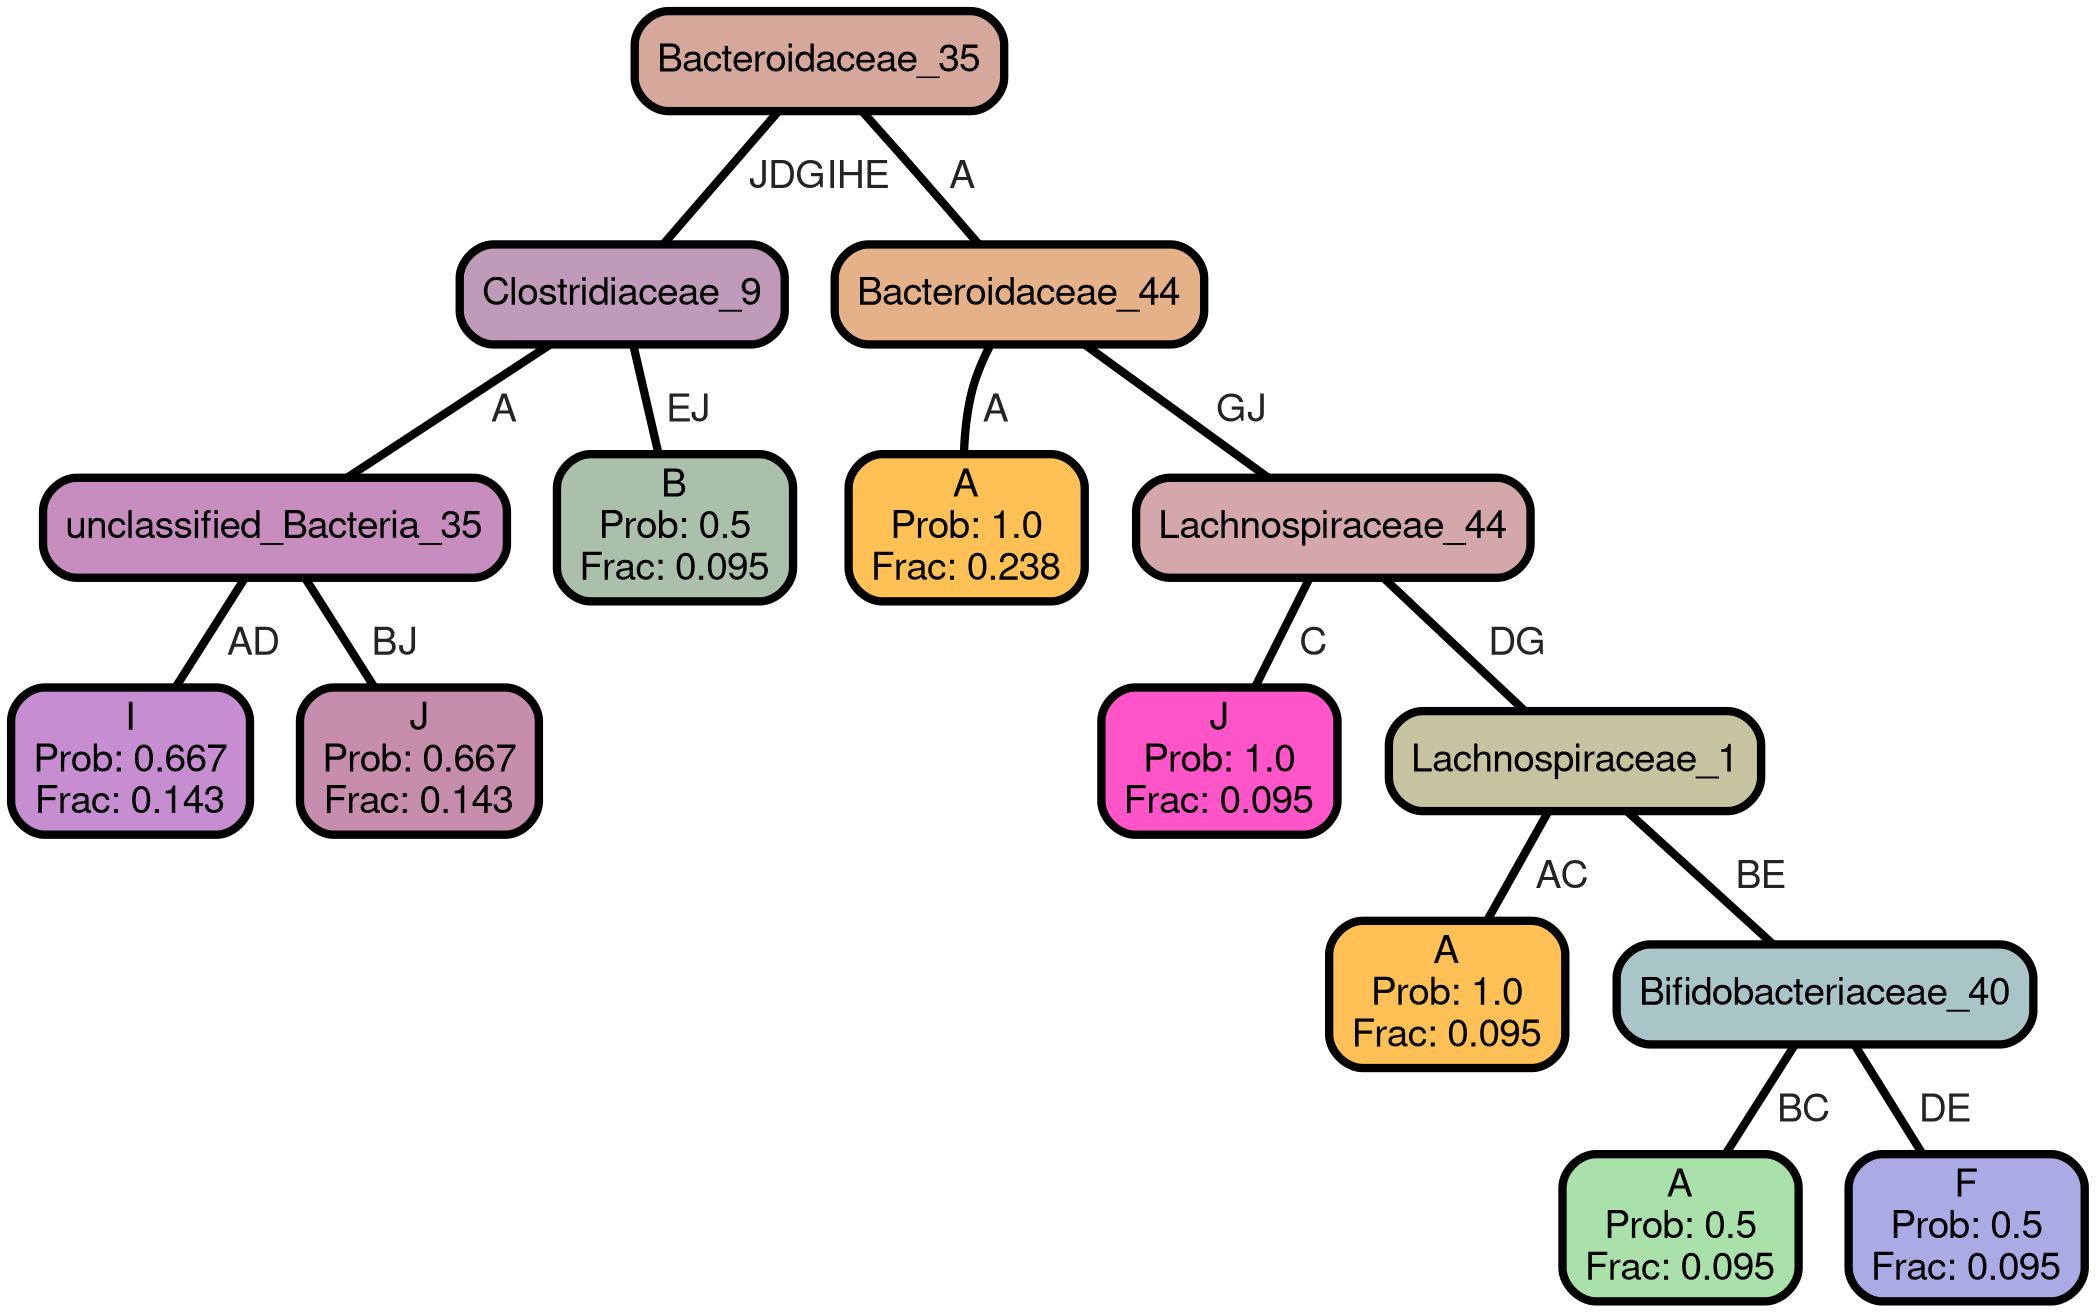 Bacteroidaceae_35
JDGIHE
A
Clostridiaceae_9
Bacteroidaceae_44
A
EJ
A
GJ
unclassified_Bacteria_35
B
Prob: 0.5
Frac: 0.095
A
Prob: 1.0
Frac: 0.238
Lachnospiraceae_44
AD
BJ
C
DG
I
Prob: 0.667
Frac: 0.143
J
Prob: 0.667
Frac: 0.143
J
Prob: 1.0
Frac: 0.095
Lachnospiraceae_1
AC
BE
A
Prob: 1.0
Frac: 0.095
Bifidobacteriaceae_40
BC
DE
A
Prob: 0.5
Frac: 0.095
F
Prob: 0.5
Frac: 0.095